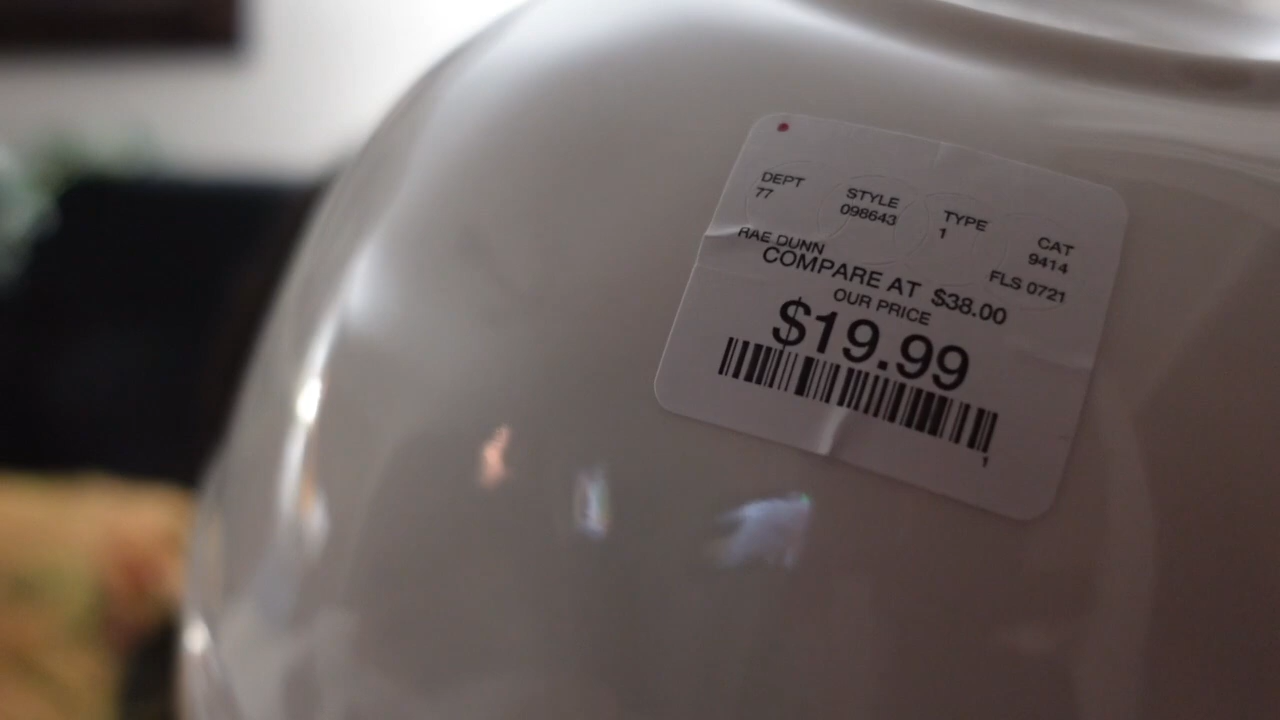 DEPT STYLE TYPE CAT
77 098643 1 9414
RAE DUNN FLS 0721
COMPARE AT $38.00
OUR PRICE
$19.99
1